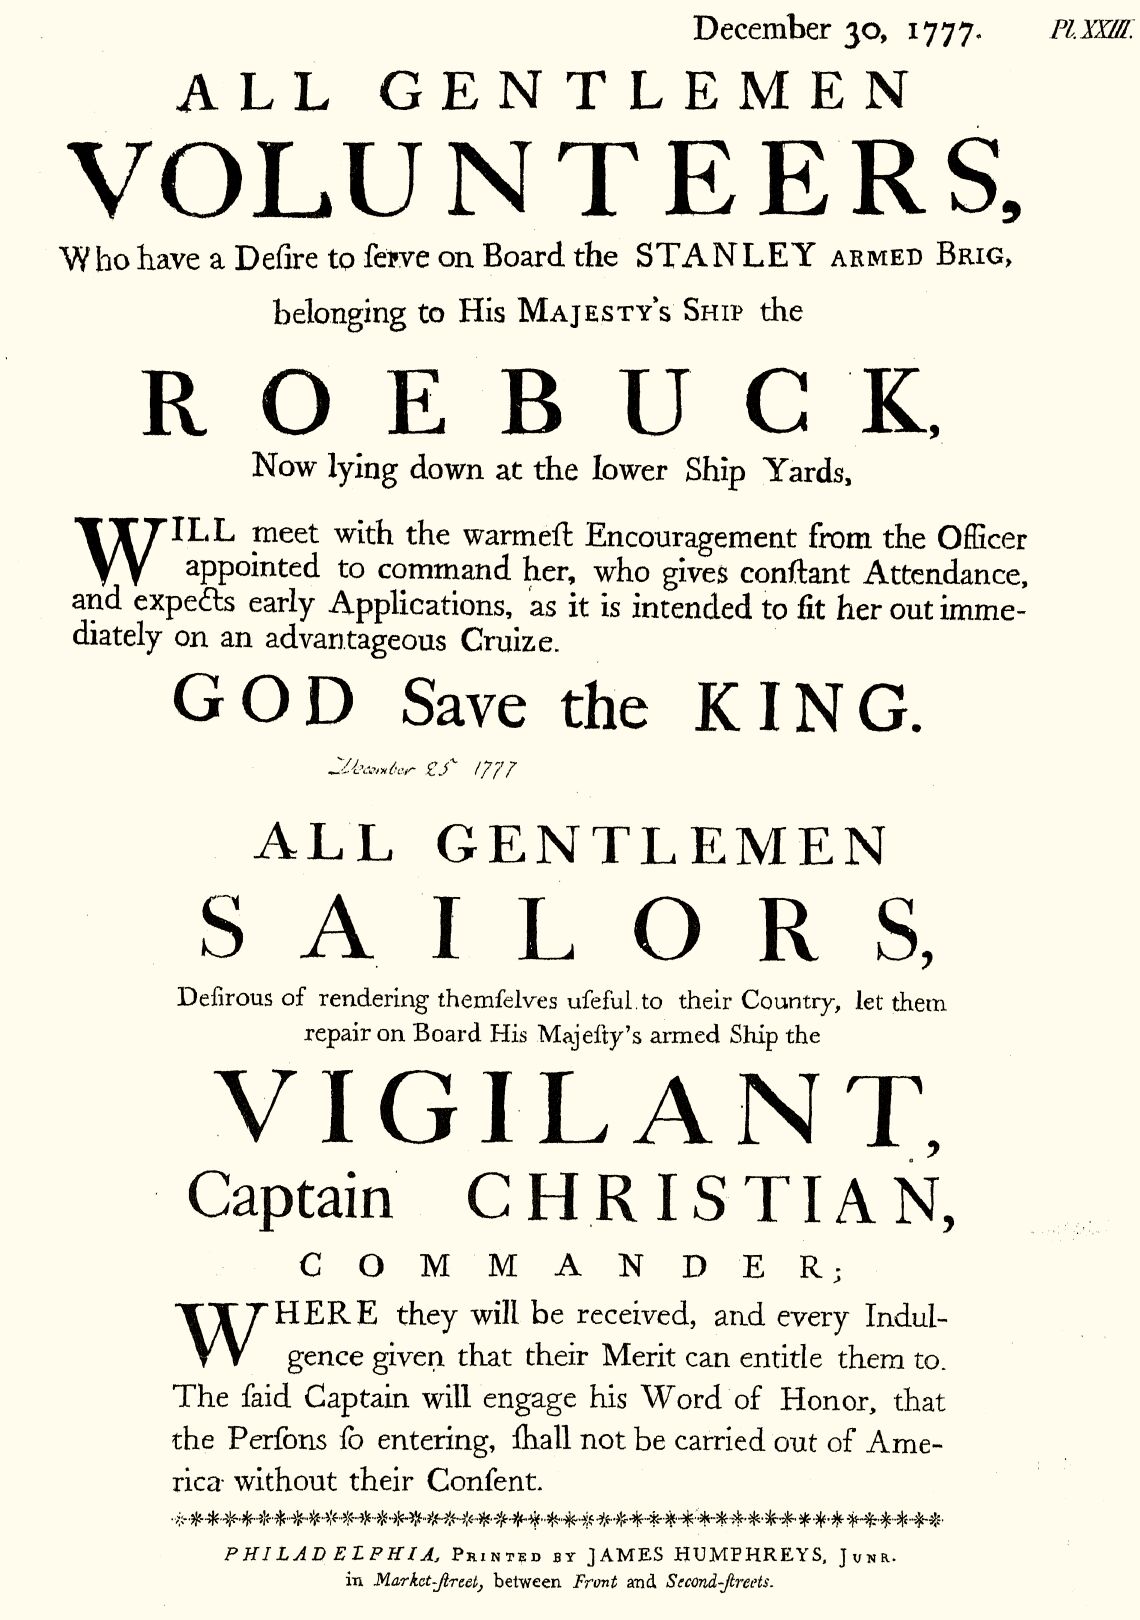 December 30, 1777.
Pl. XXIII.
ALL GENTLEMEN
VOLUNTEERS,
Who have a Deſire to ſerve on Board the STANLEY ARMED BRIG,
belonging to His MAJESTY's SHIP the
ROEBUCK,
Now lying down at the lower Ship Yards,
WILL meet with the warmeſt Encouragement from the Officer
appointed to command her, who gives conſtant Attendance,
and expects early Applications, as it is intended to fit her out imme-
diately on an advantageous Cruize.
GOD Save the KING.
December 25th 1777
ALL GENTLEMEN
SAILORS,
Deſirous of rendering themſelves uſeful to their Country, let them
repair on Board His Majeſty's armed Ship the
VIGILANT,
Captain CHRISTIAN,
COMMANDER;
WHERE they will be received, and every Indul-
gence given that their Merit can entitle them to.
The ſaid Captain will engage his Word of Honor, that
the Perſons ſo entering, ſhall not be carried out of Ame-
rica without their Conſent.
PHILADELPHIA, PRINTED BY JAMES HUMPHREYS, JUNR.
in Market-ſtreet, between Front and Second-ſtreets.